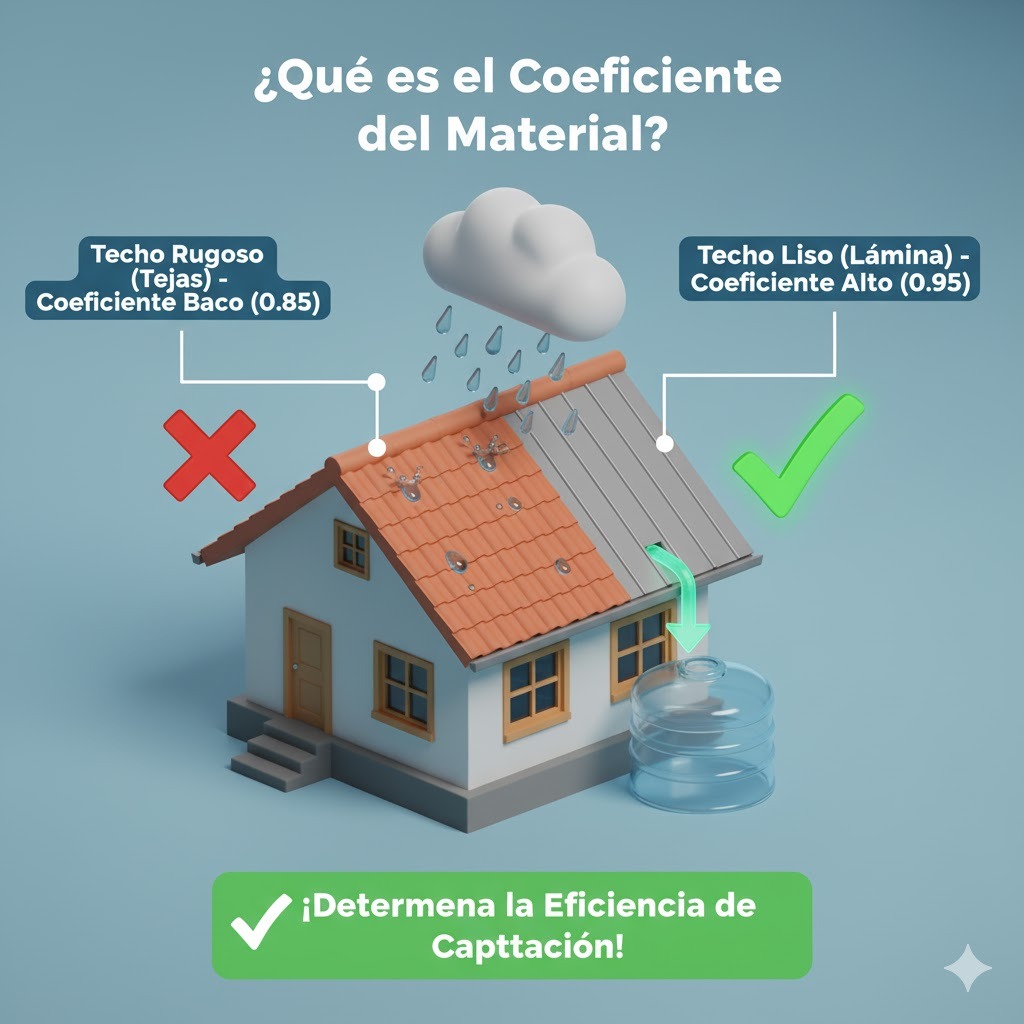 ¿Qué es el Coeficiente
del Material?
Techo Rugoso
(Tejas) -
Coeficiente Baco (0.85)
Techo Liso (Lámina) -
Coeficiente Alto (0.95)
¡Determena la Eficiencia de
Capttación!